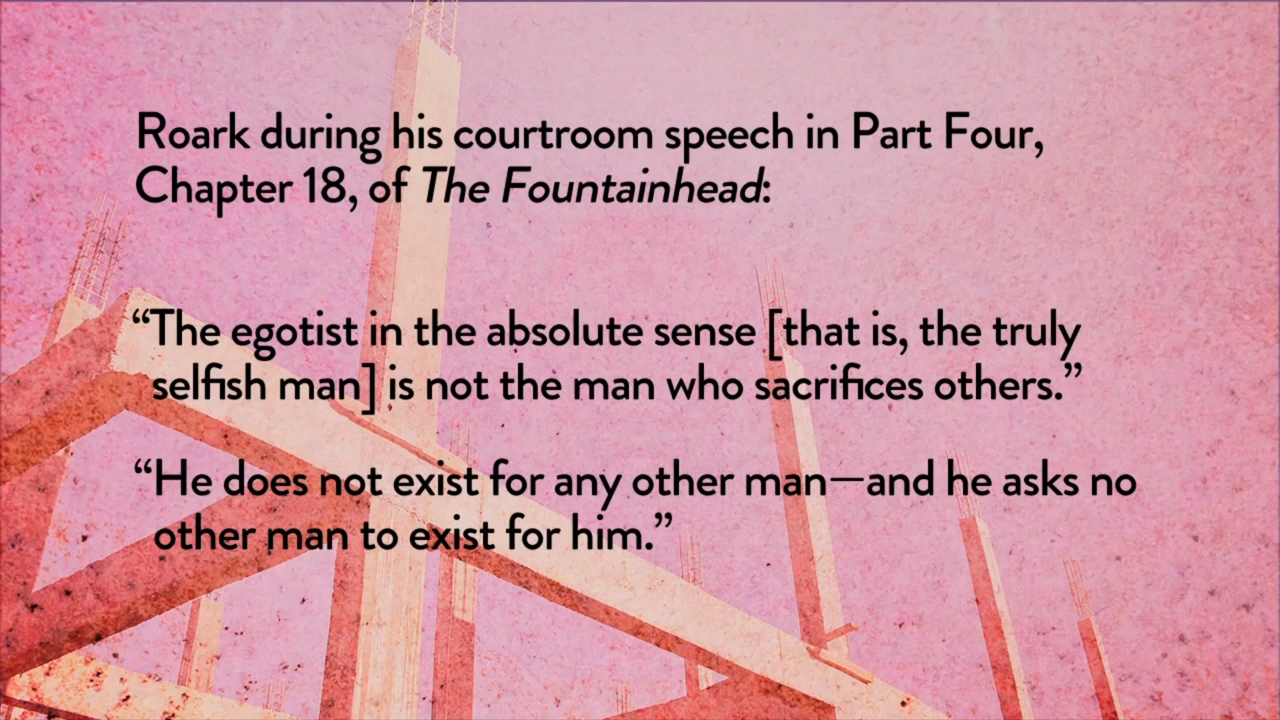 Roark during his courtroom speech in Part Four,
Chapter 18, of The Fountainhead:
“The egotist in the absolute sense [that is, the truly
selfish man] is not the man who sacrifices others.”
“He does not exist for any other man—and he asks no
other man to exist for him.”